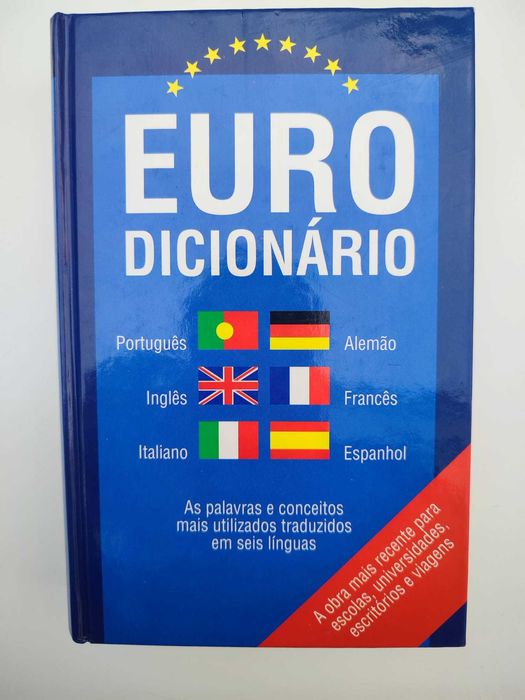 EURO
DICIONÁRIO
Português
Alemão
Inglês
Francês
Italiano
Espanhol
As palavras e conceitos
mais utilizados traduzidos
em seis línguas
A obra mais recente para
escolas, universidades,
escritórios e viagens